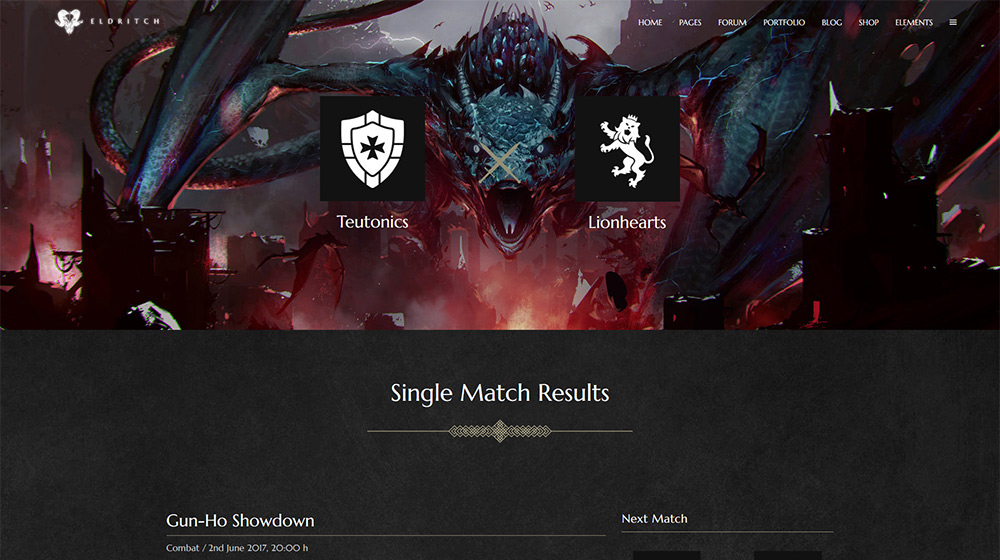 ELDRITCH
HOME PAGES FORUM PORTFOLIO BLOG SHOP ELEMENTS
Teutonics
Lionhearts
Single Match Results
Gun-Ho Showdown
Next Match
Combat / 2nd June 2017, 20:00 h